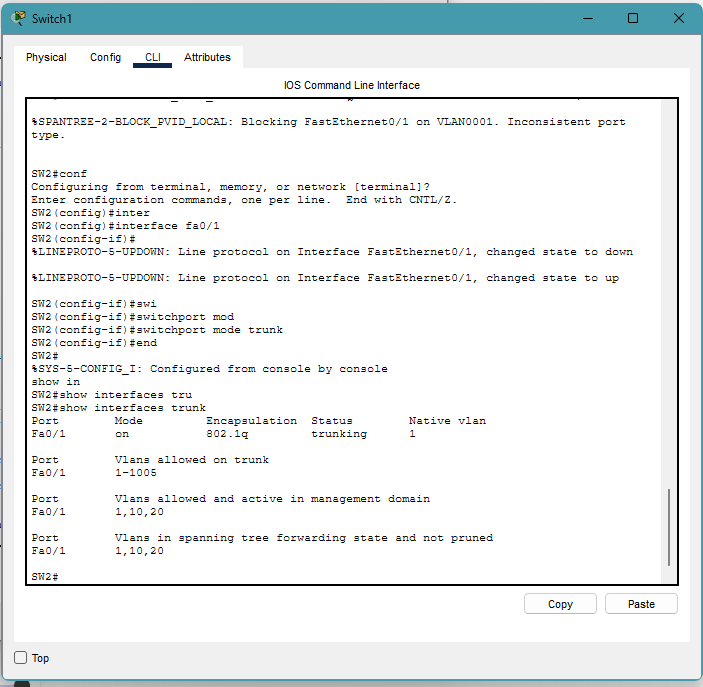 Switch1
Physical Config CLI Attributes
IOS Command Line Interface
%SPANTREE-2-BLOCK_PVID_LOCAL: Blocking FastEthernet0/1 on VLAN0001. Inconsistent port
type.
SW2#conf
Configuring from terminal, memory, or network [terminal]?
Enter configuration commands, one per line.  End with CNTL/Z.
SW2(config)#inter
SW2(config)#interface fa0/1
SW2(config-if)#
%LINEPROTO-5-UPDOWN: Line protocol on Interface FastEthernet0/1, changed state to down
%LINEPROTO-5-UPDOWN: Line protocol on Interface FastEthernet0/1, changed state to up
SW2(config-if)#swi
SW2(config-if)#switchport mod
SW2(config-if)#switchport mode trunk
SW2(config-if)#end
SW2#
%SYS-5-CONFIG_I: Configured from console by console
show in
SW2#show interfaces tru
SW2#show interfaces trunk
Port        Mode         Encapsulation  Status        Native vlan
Fa0/1       on           802.1q         trunking      1
Port        Vlans allowed on trunk
Fa0/1       1-1005
Port        Vlans allowed and active in management domain
Fa0/1       1,10,20
Port        Vlans in spanning tree forwarding state and not pruned
Fa0/1       1,10,20
SW2#
Copy Paste
Top